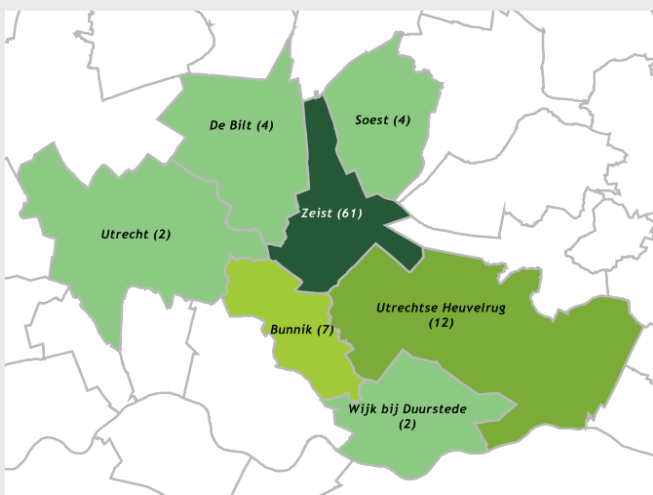 De Bilt (4)
Soest (4)
Zeist (61)
Utrecht (2)
Utrechtse Heuvelrug
(12)
Bunnik (7)
Wijk bij Duurstede
(2)